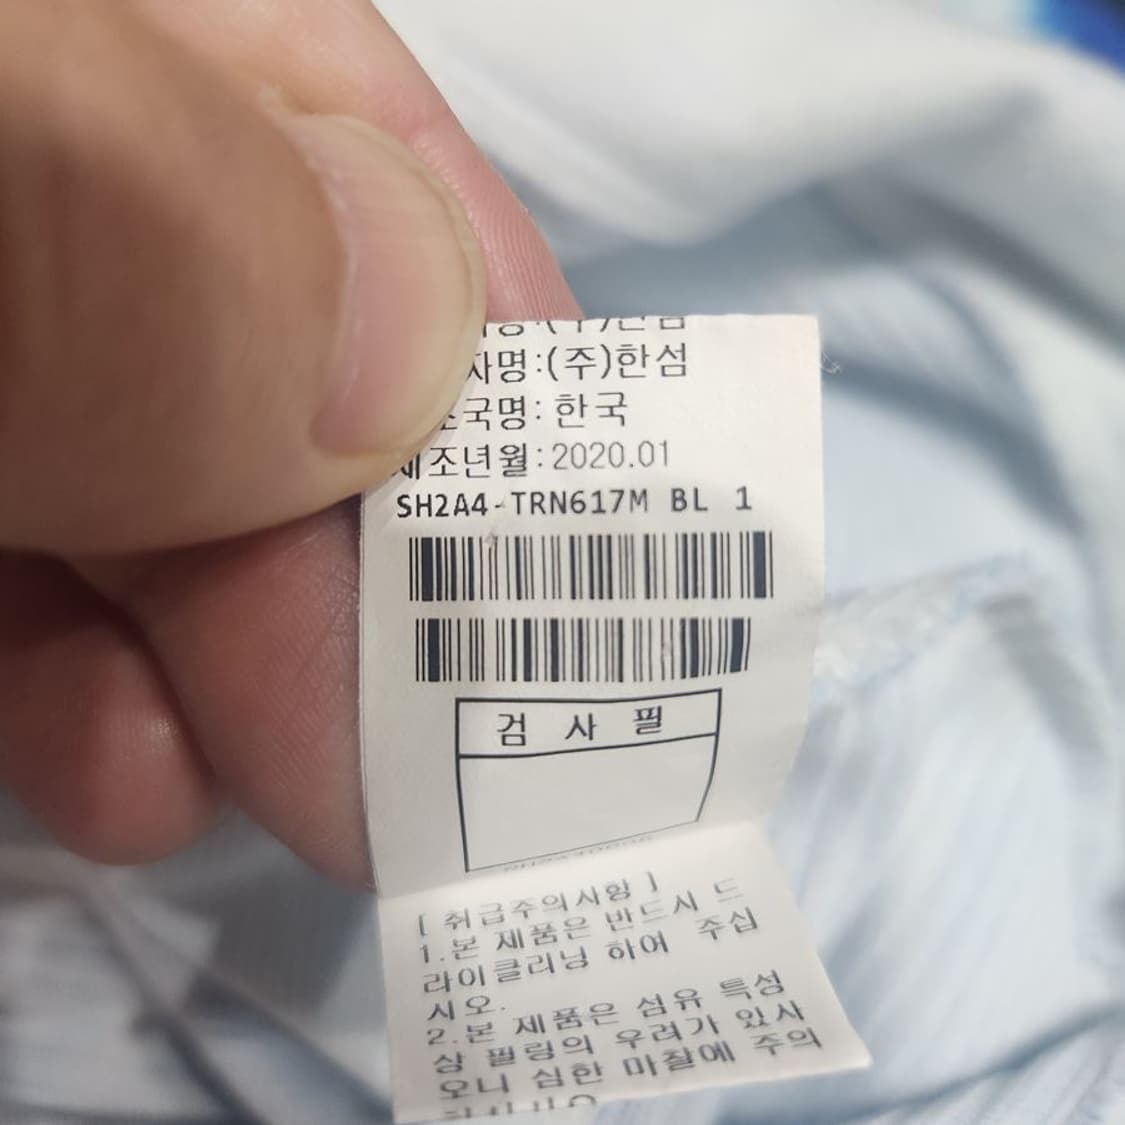 자명:(주)한섬
국명: 한국
제조년월:2020.01
SH2A4-TRN617M BL 1
검 사 필
[ 취급주의사항 ]
1.본 제품은 반드시 드
라이클리닝 하여 주십
시오.
2.본 제품은 섬유 특성
상 필링의 우려가 있사
오니 심한 마찰에 주의